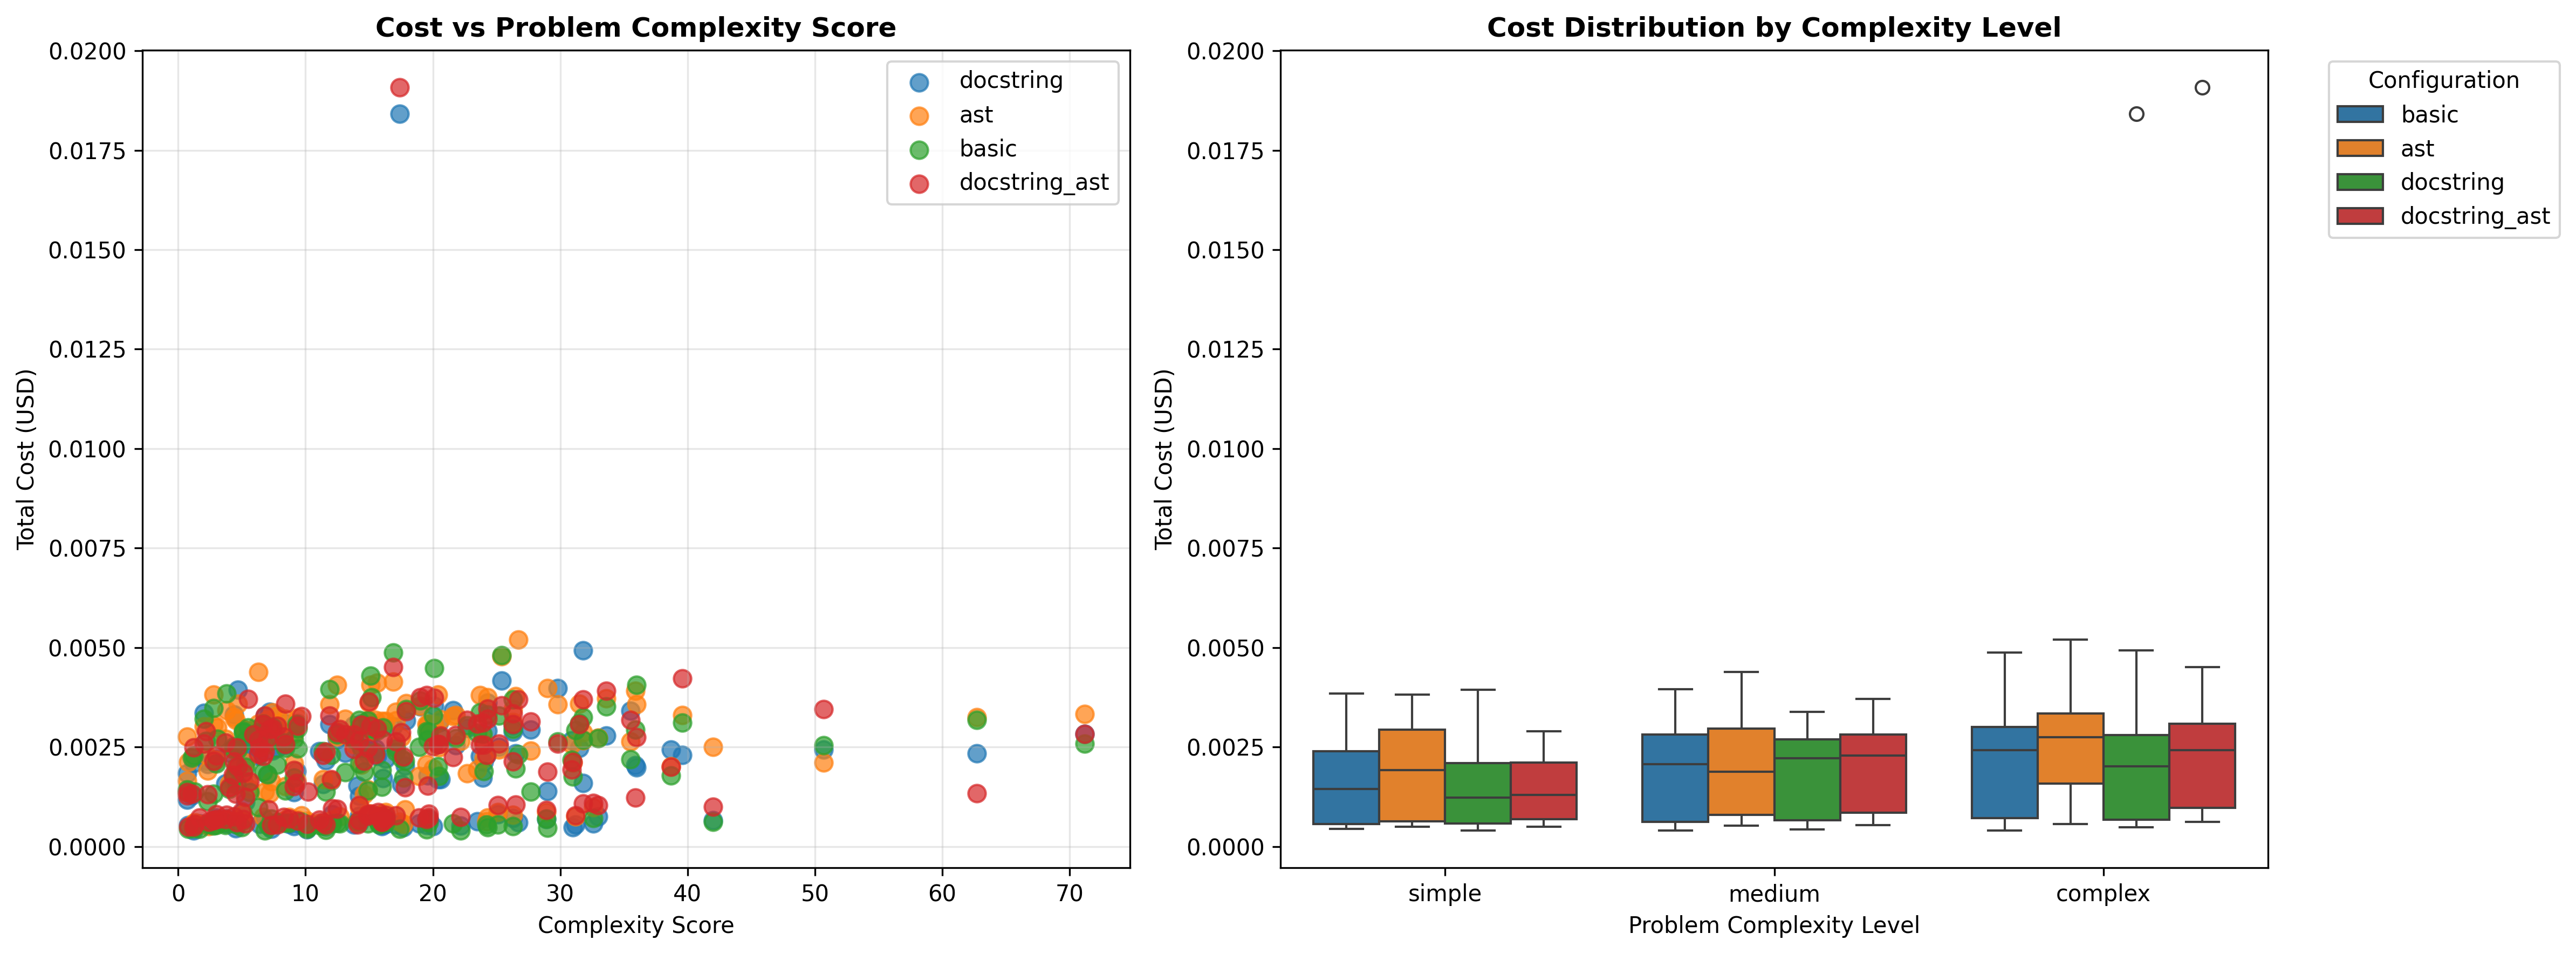 Cost vs Problem Complexity Score
0.0200
0.0175
0.0150
0.0125
0.0100
0.0075
0.0050
0.0025
0.0000
Total Cost (USD)
docstring
ast
basic
docstring_ast
0 10 20 30 40 50 60 70
Complexity Score
Cost Distribution by Complexity Level
0.0200
0.0175
0.0150
0.0125
0.0100
0.0075
0.0050
0.0025
0.0000
Total Cost (USD)
simple medium complex
Problem Complexity Level
Configuration
basic
ast
docstring
docstring_ast